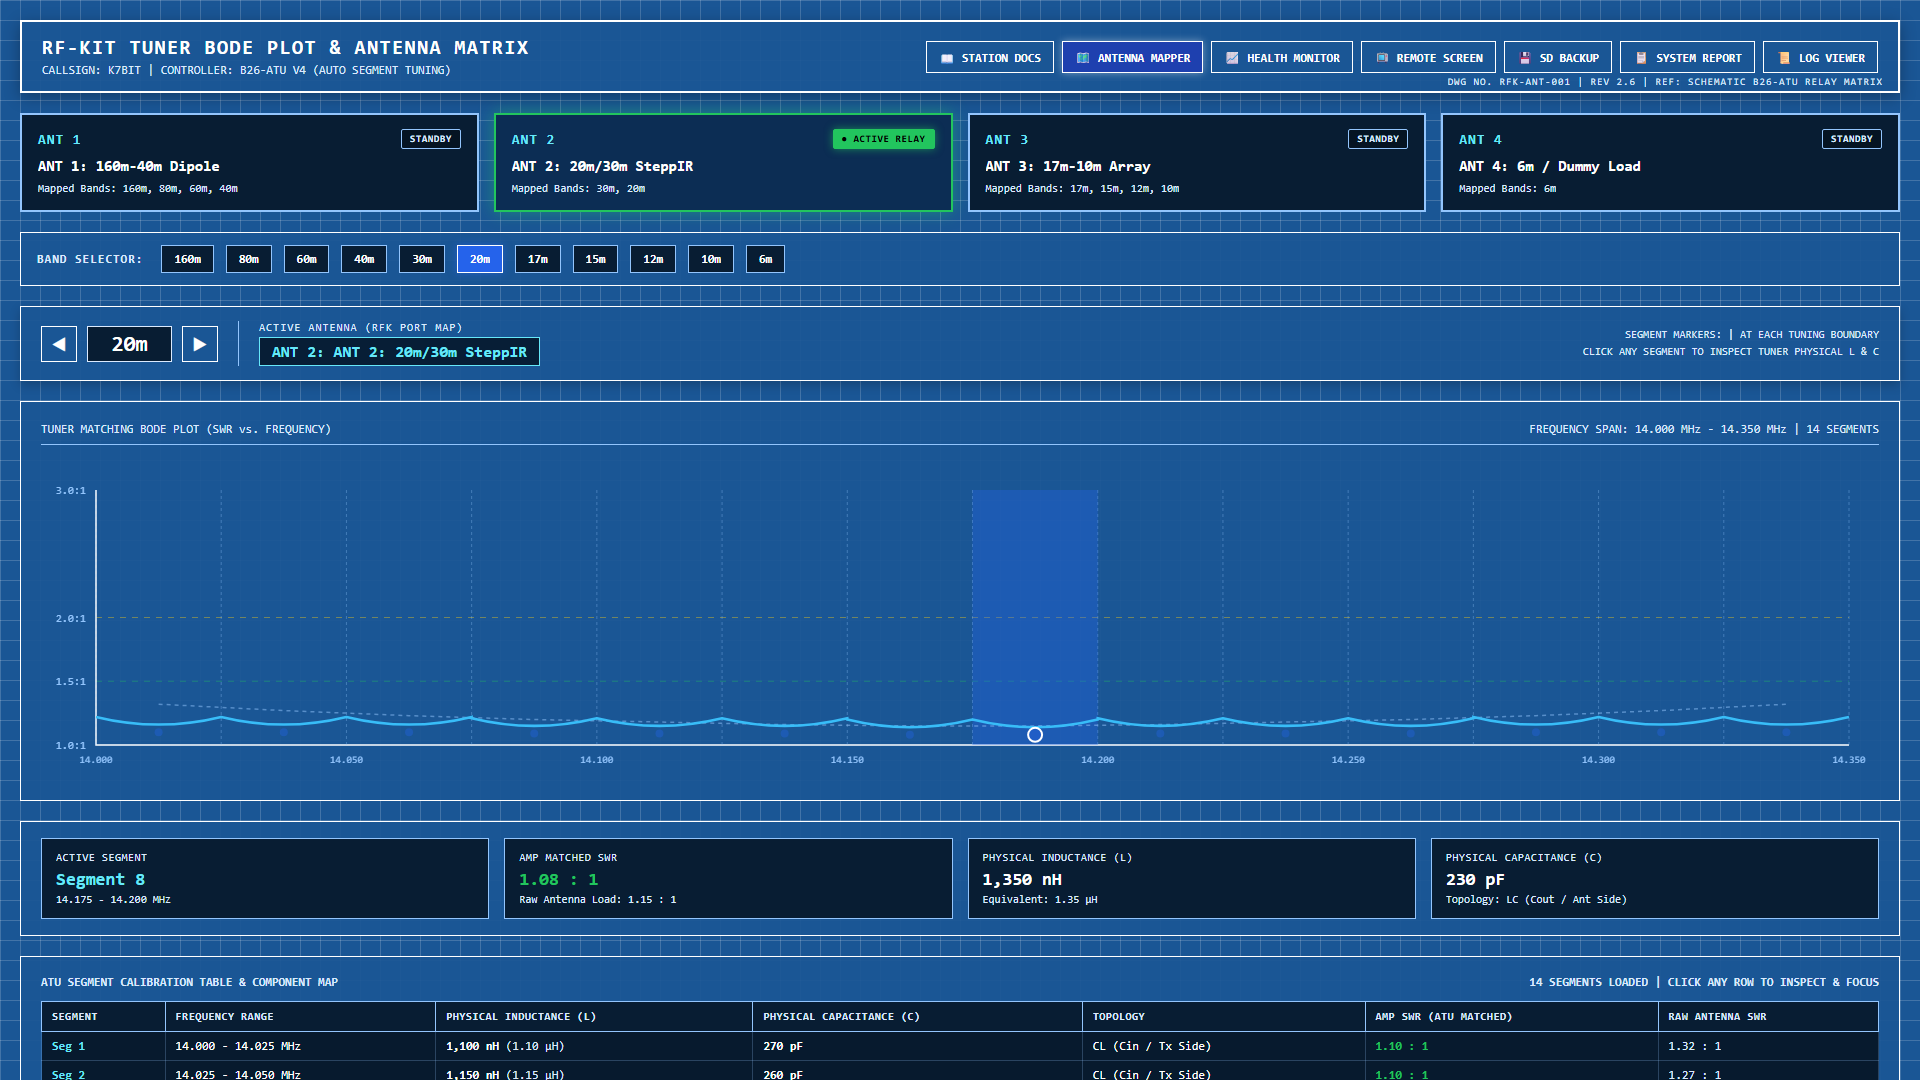 RF-KIT TUNER BODE PLOT & ANTENNA MATRIX
CALLSIGN: K7BIT | CONTROLLER: B26-ATU V4 (AUTO SEGMENT TUNING)
STATION DOCS
ANTENNA MAPPER
HEALTH MONITOR
REMOTE SCREEN
SD BACKUP
SYSTEM REPORT
LOG VIEWER
DWG NO. RFK-ANT-001 | REV 2.6 | REF: SCHEMATIC B26-ATU RELAY MATRIX
ANT 1
STANDBY
ANT 1: 160m-40m Dipole
Mapped Bands: 160m, 80m, 60m, 40m
ANT 2
● ACTIVE RELAY
ANT 2: 20m/30m SteppIR
Mapped Bands: 30m, 20m
ANT 3
STANDBY
ANT 3: 17m-10m Array
Mapped Bands: 17m, 15m, 12m, 10m
ANT 4
STANDBY
ANT 4: 6m / Dummy Load
Mapped Bands: 6m
BAND SELECTOR: 160m 80m 60m 40m 30m 20m 17m 15m 12m 10m 6m
◀ 20m ▶
ACTIVE ANTENNA (RFK PORT MAP)
ANT 2: ANT 2: 20m/30m SteppIR
SEGMENT MARKERS: | AT EACH TUNING BOUNDARY
CLICK ANY SEGMENT TO INSPECT TUNER PHYSICAL L & C
TUNER MATCHING BODE PLOT (SWR vs. FREQUENCY)
FREQUENCY SPAN: 14.000 MHz - 14.350 MHz | 14 SEGMENTS
3.0:1
2.0:1
1.5:1
1.0:1
14.000 14.050 14.100 14.150 14.200 14.250 14.300 14.350
ACTIVE SEGMENT
Segment 8
14.175 - 14.200 MHz
AMP MATCHED SWR
1.08 : 1
Raw Antenna Load: 1.15 : 1
PHYSICAL INDUCTANCE (L)
1,350 nH
Equivalent: 1.35 µH
PHYSICAL CAPACITANCE (C)
230 pF
Topology: LC (Cout / Ant Side)
ATU SEGMENT CALIBRATION TABLE & COMPONENT MAP
14 SEGMENTS LOADED | CLICK ANY ROW TO INSPECT & FOCUS
SEGMENT FREQUENCY RANGE PHYSICAL INDUCTANCE (L) PHYSICAL CAPACITANCE (C) TOPOLOGY AMP SWR (ATU MATCHED) RAW ANTENNA SWR
Seg 1 14.000 - 14.025 MHz 1,100 nH (1.10 µH) 270 pF CL (Cin / Tx Side) 1.10 : 1 1.32 : 1
Seg 2 14.025 - 14.050 MHz 1,150 nH (1.15 µH) 260 pF CL (Cin / Tx Side) 1.10 : 1 1.27 : 1